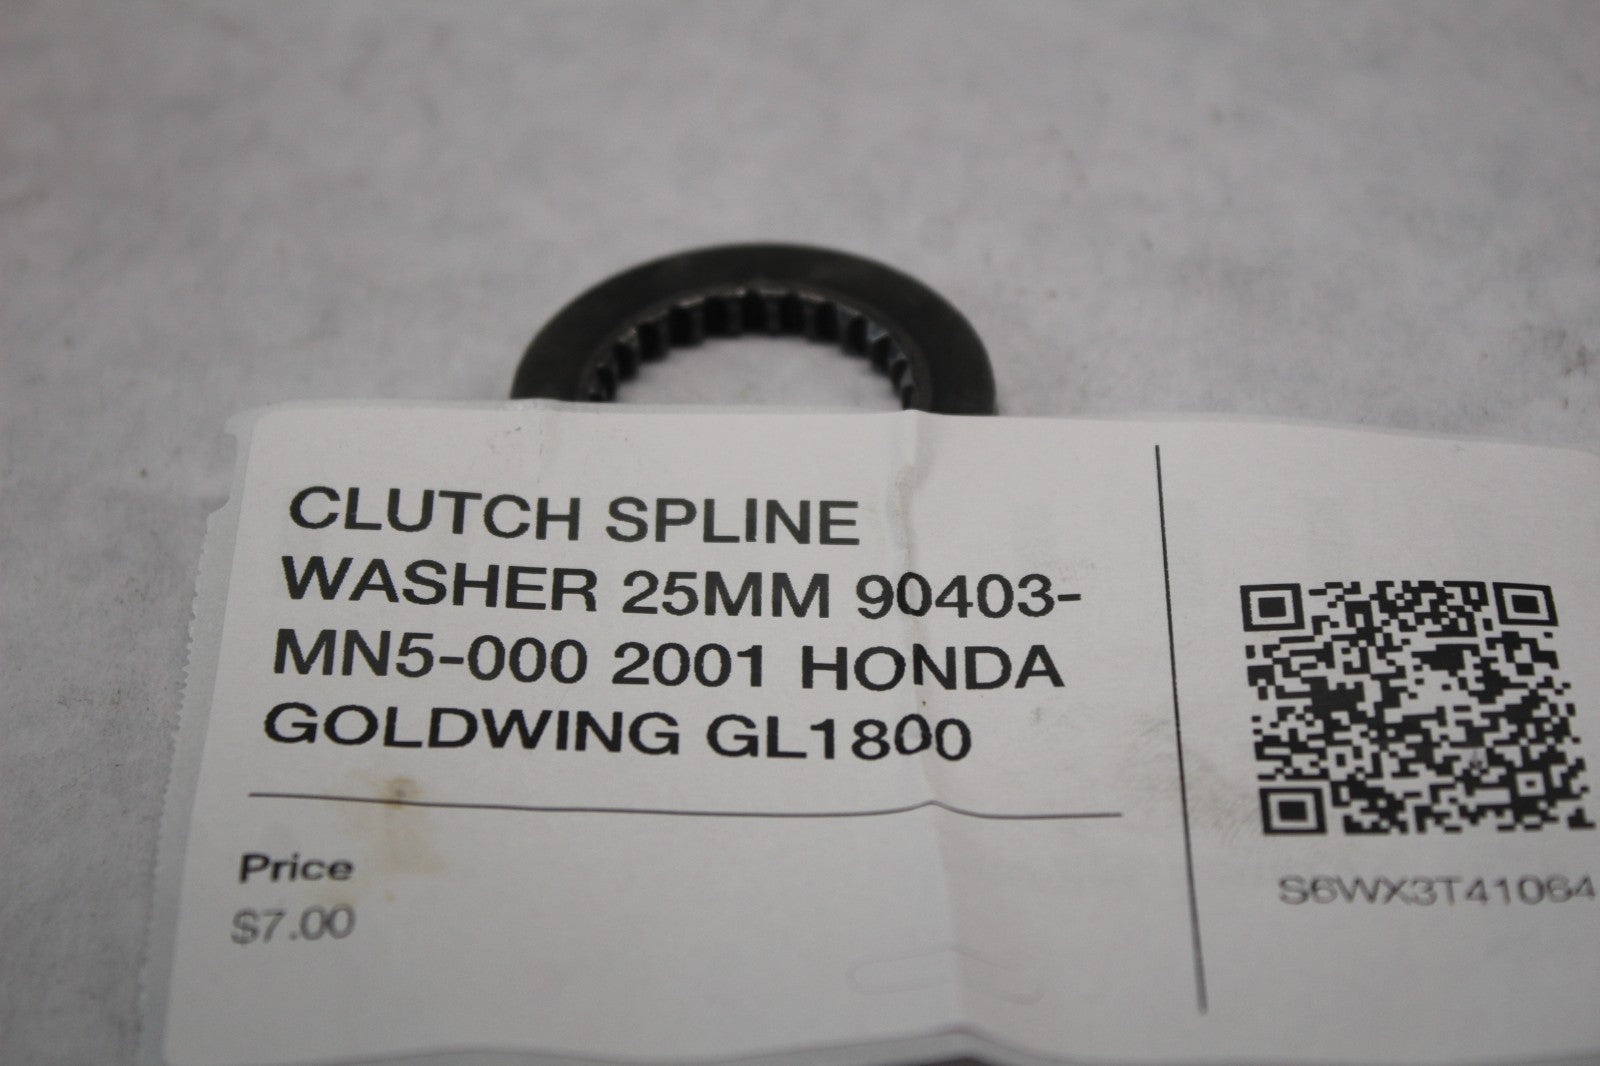 CLUTCH SPLINE
WASHER 25MM 90403-
MN5-000 2001 HONDA
GOLDWING GL1800
Price
$7.00
S6WX3T41064